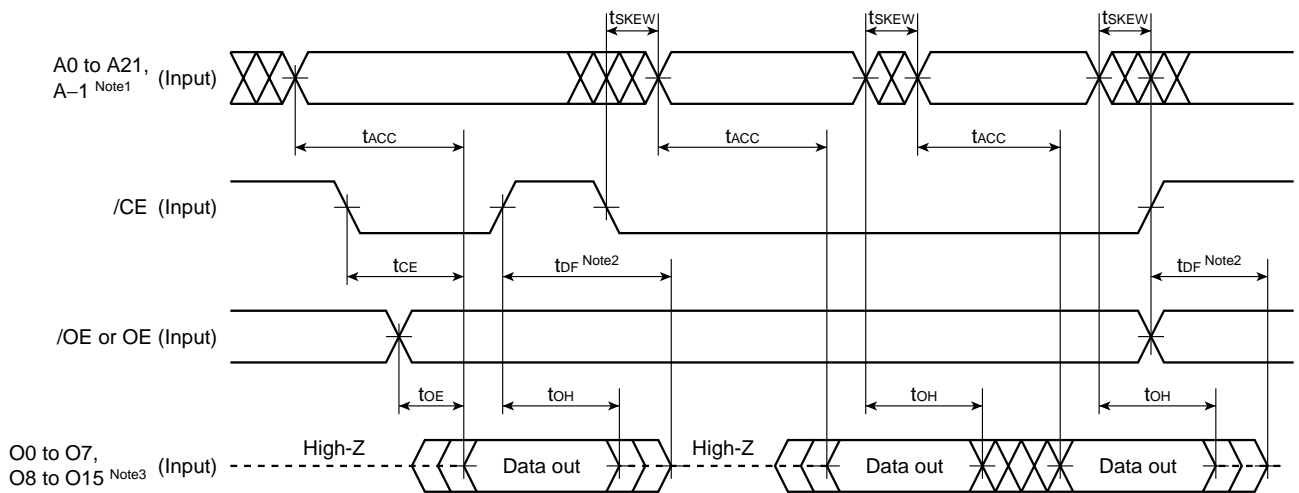 tSKEW tSKEW tSKEW
A0 to A21,
A–1 Note1 (Input)
tACC tACC tACC
/CE (Input)
tCE tDF Note2 tDF Note2
/OE or OE (Input)
tOE tOH tOH tOH
O0 to O7,
O8 to O15 Note3 (Input)
High-Z Data out High-Z Data out Data out